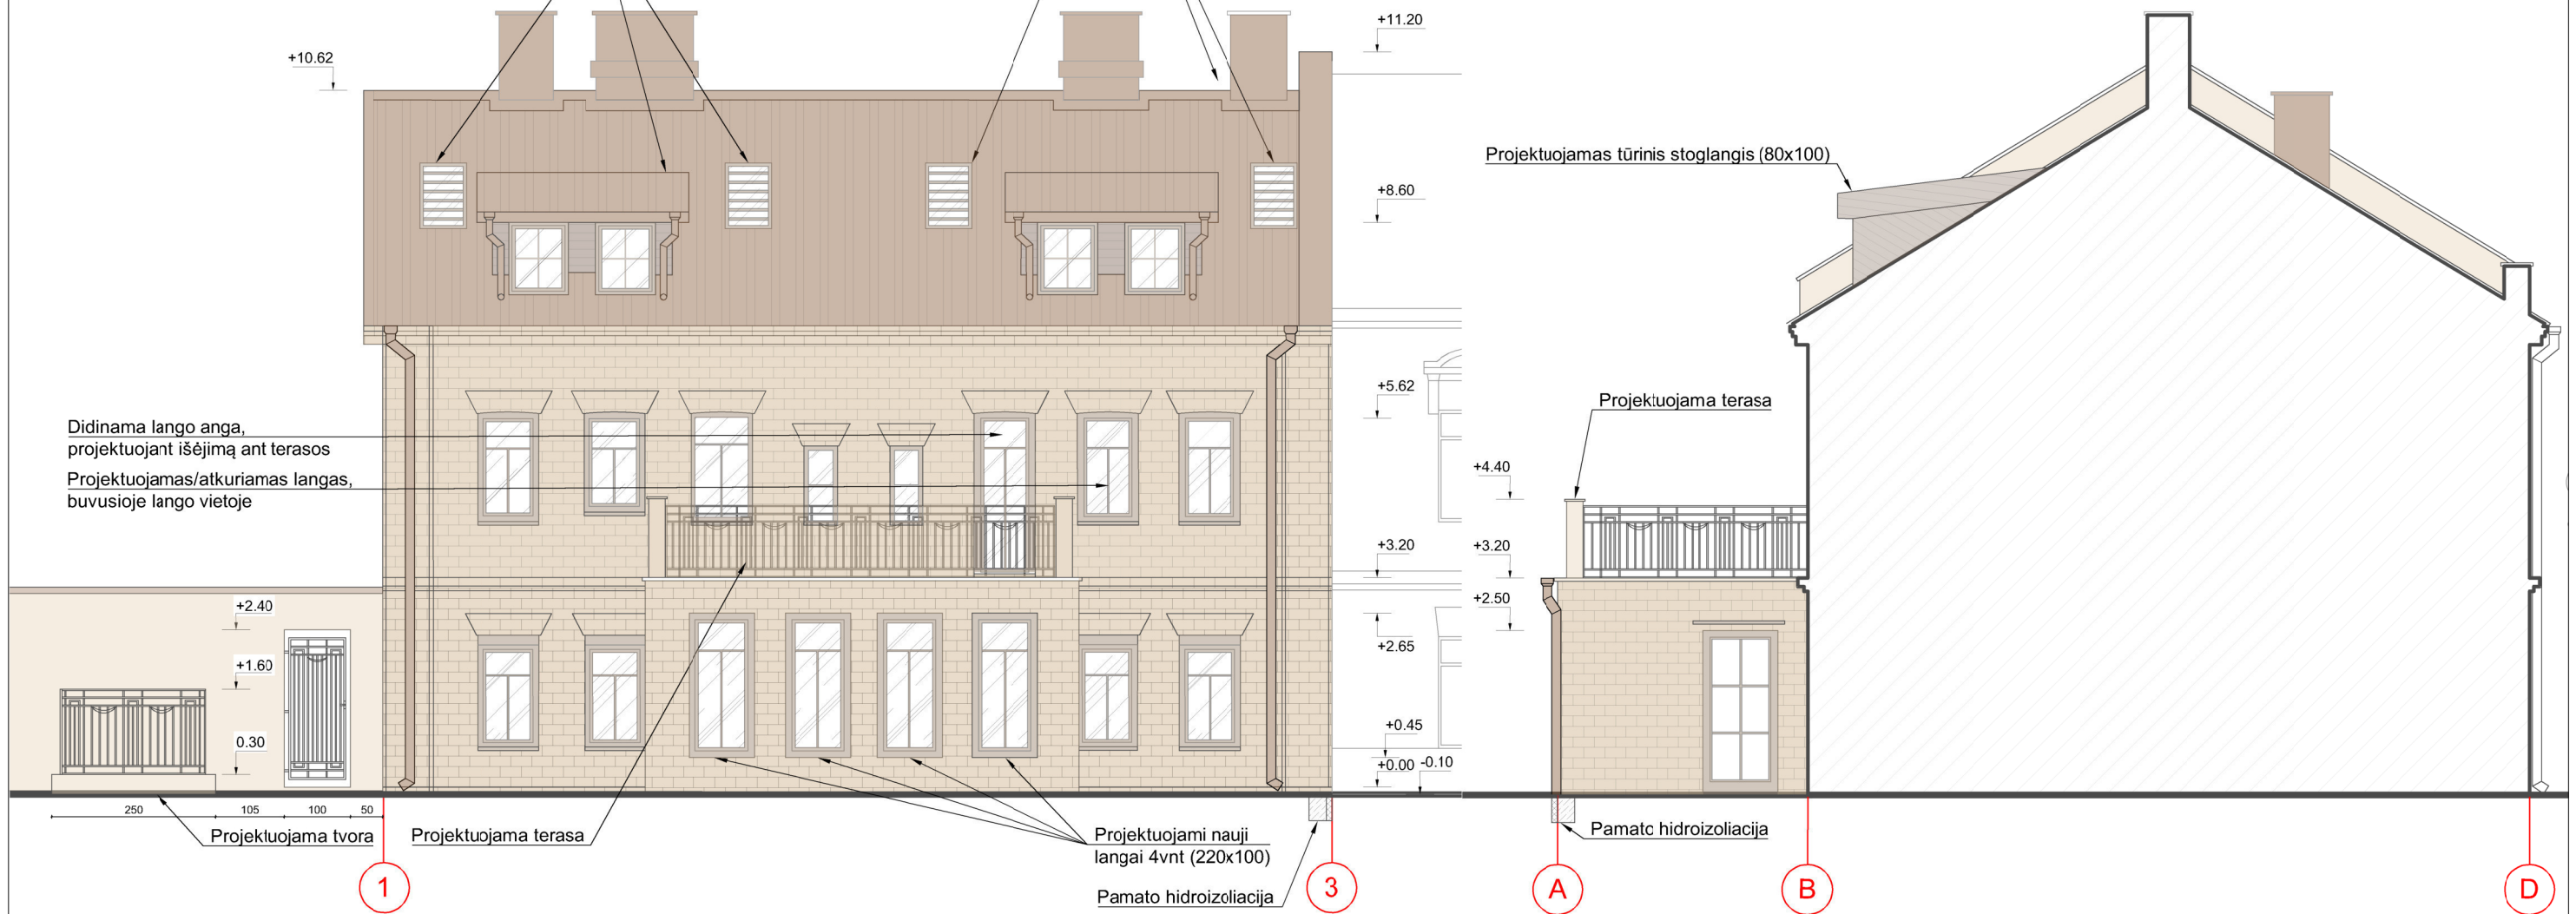 +11.20
+10.62
Projektuojamas tūrinis stoglangis (80x100)
+8.60
+5.62
Projektuojama terasa
Didinama lango anga,
projektuojant išėjimą ant terasos
Projektuojamas/atkuriamas langas,
buvusioje lango vietoje
+4.40
+3.20
+3.20
+2.50
+2.40
+2.65
+1.60
+0.45
0.30
+0.00
-0.10
250
105
100
50
Projektuojama tvora
Projektuojama terasa
Projektuojami nauji
langai 4vnt (220x100)
Pamato hidroizoliacija
Pamato hidroizoliacija
1
3
A
B
D